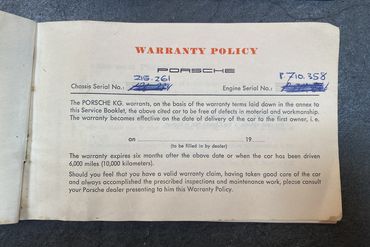 WARRANTY POLICY
PORSCHE
215.261 P 710.358
Chassis Serial No.: Engine Serial No.:
The PORSCHE KG. warrants, on the basis of the warranty terms laid down in the annex to
this Service Booklet, the above cited car to be free of defects in material and workmanship.
The warranty becomes effective on the date of delivery of the car to the first owner, i. e.
on 19
(to be filled in by dealer)
The warranty expires six months after the above date or when the car has been driven
6,000 miles (10,000 kilometers).
Should you feel that you have a valid warranty claim, having taken good care of the car
and always accomplished the prescribed inspections and maintenance work, please consult
your Porsche dealer presenting to him this Warranty Policy.